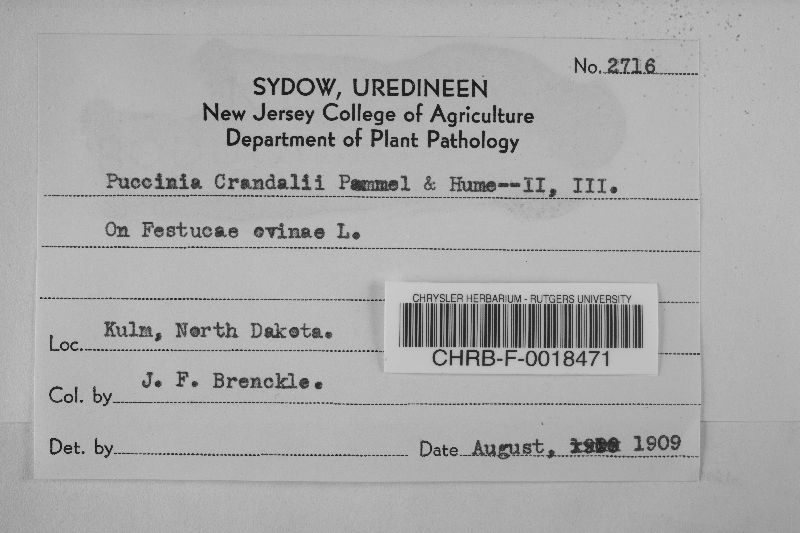 No. 2716
SYDOW, UREDINEEN
New Jersey College of Agriculture
Department of Plant Pathology
Puccinia Crandalii Pammel & Hume--II, III.
On Festucae ovinae L.
CHRYSLER HERBARIUM - RUTGERS UNIVERSITY
CHRB-F-0018471
Loc. Kulm, North Dakota.
Col. by J. F. Brenckle.
Det. by
Date August, 1909